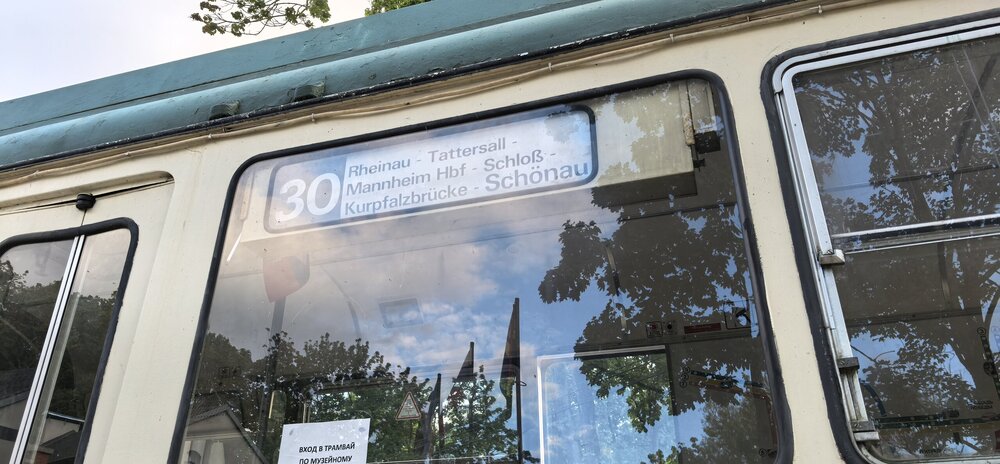 30
Rheinau - Tattersall -
Mannheim Hbf - Schloß -
Kurpfalzbrücke - Schönau
ВХОД В ТРАМВАЙ
ПО МУЗЕЙНОМУ